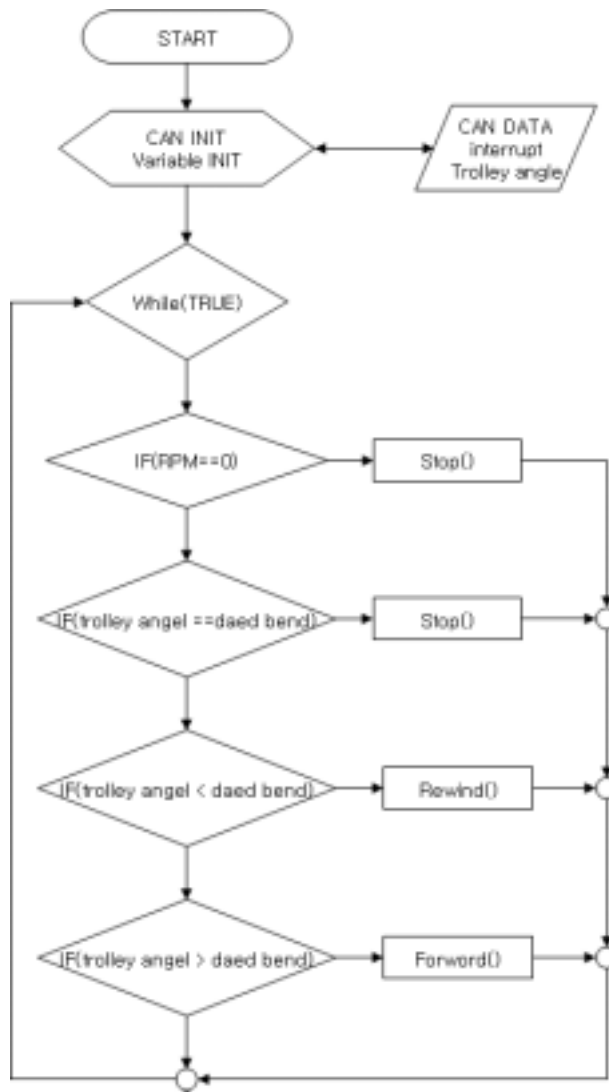 START
CAN INIT
Variable INIT
CAN DATA
interrupt
Trolley angle
While(TRUE)
IF(RPM==0)
Stop()
IF(trolley angel ==daed bend)
Stop()
IF(trolley angel < daed bend)
Rewind()
IF(trolley angel > daed bend)
Forword()